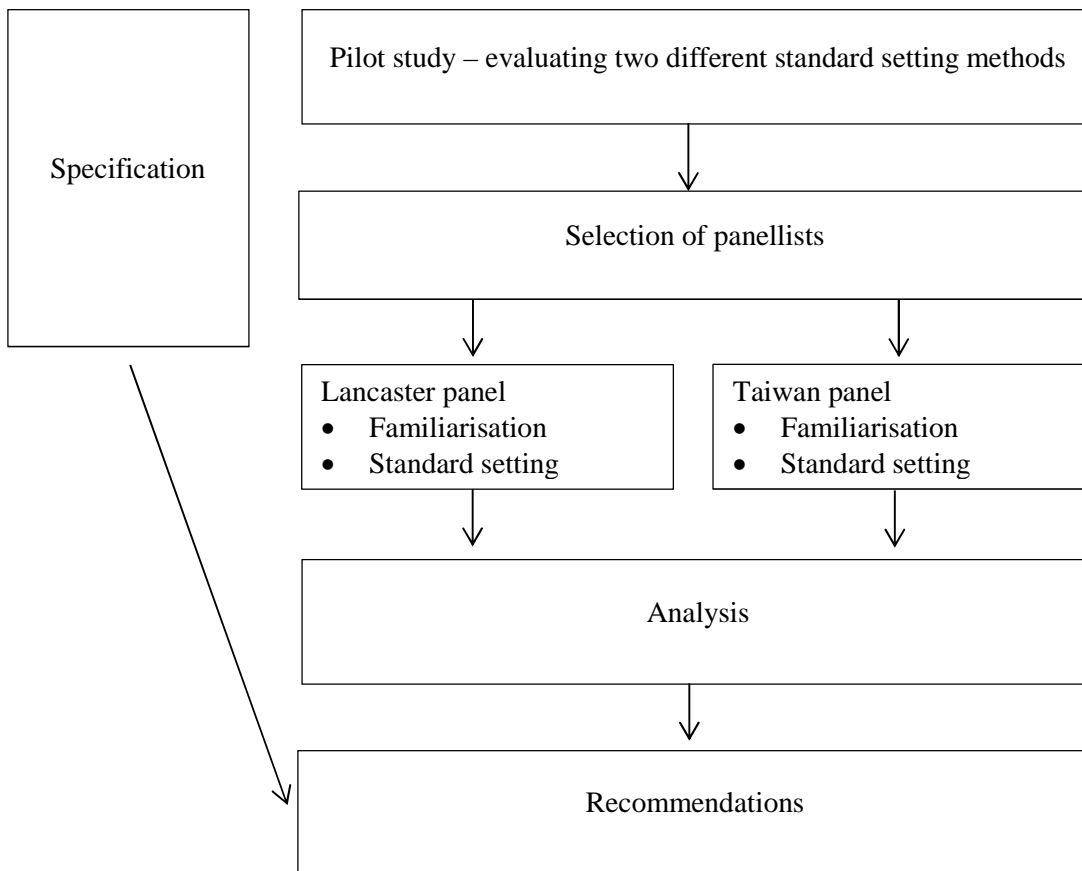 Pilot study – evaluating two different standard setting methods
Specification
Selection of panellists
Lancaster panel
• Familiarisation
• Standard setting
Taiwan panel
• Familiarisation
• Standard setting
Analysis
Recommendations